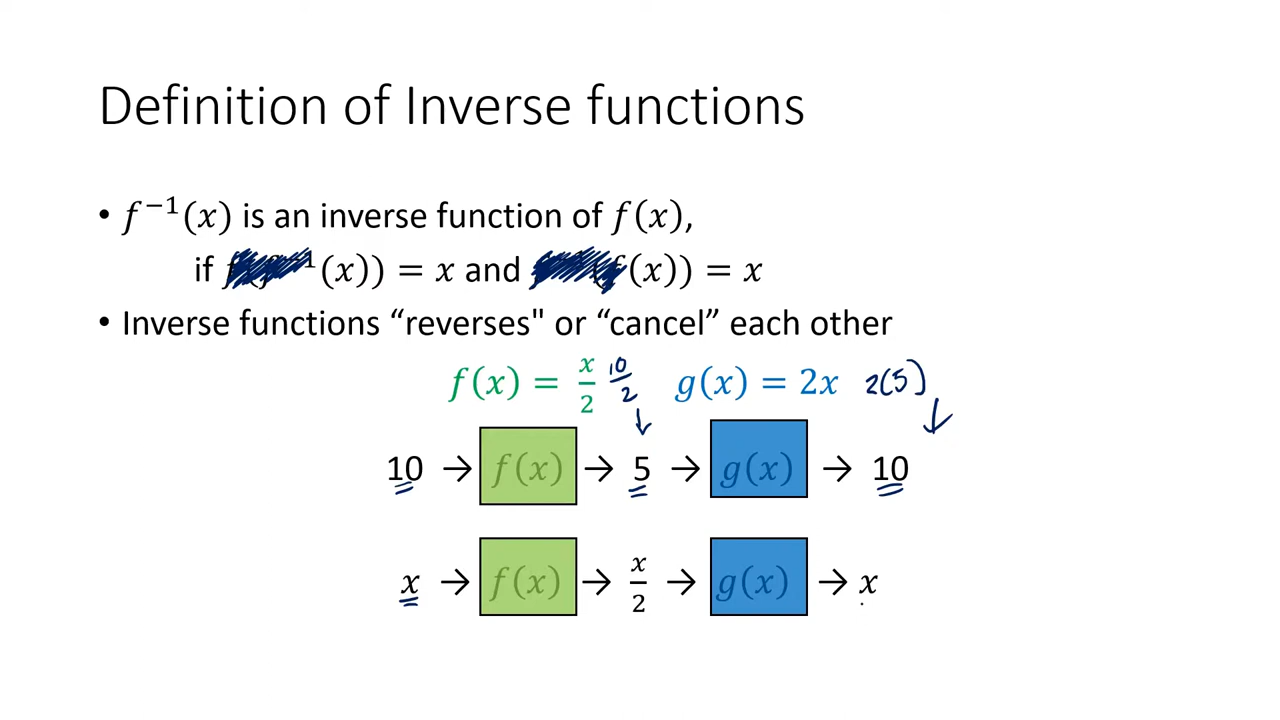 Definition of Inverse functions
• f⁻¹(x) is an inverse function of f(x),
if (x)) = x and (x)) = x
• Inverse functions “reverses" or “cancel” each other
f(x) = x/2 10/2 g(x) = 2x 2(5)
10 → f(x) → 5 → g(x) → 10
x → f(x) → x/2 → g(x) → x